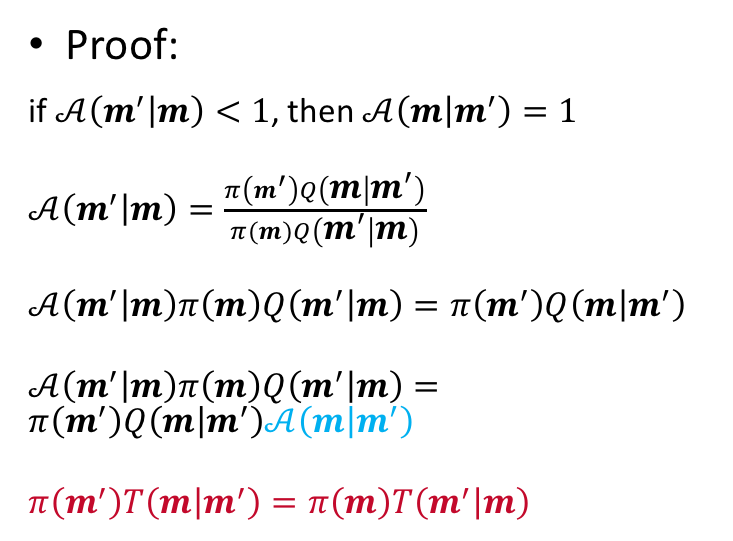 • Proof:
if 𝒜(𝒎′|𝒎) < 1, then 𝒜(𝒎|𝒎′) = 1
𝒜(𝒎′|𝒎) = π(𝒎′)Q(𝒎|𝒎′) / π(𝒎)Q(𝒎′|𝒎)
𝒜(𝒎′|𝒎)π(𝒎)Q(𝒎′|𝒎) = π(𝒎′)Q(𝒎|𝒎′)
𝒜(𝒎′|𝒎)π(𝒎)Q(𝒎′|𝒎) =
π(𝒎′)Q(𝒎|𝒎′)𝒜(𝒎|𝒎′)
π(𝒎′)T(𝒎|𝒎′) = π(𝒎)T(𝒎′|𝒎)